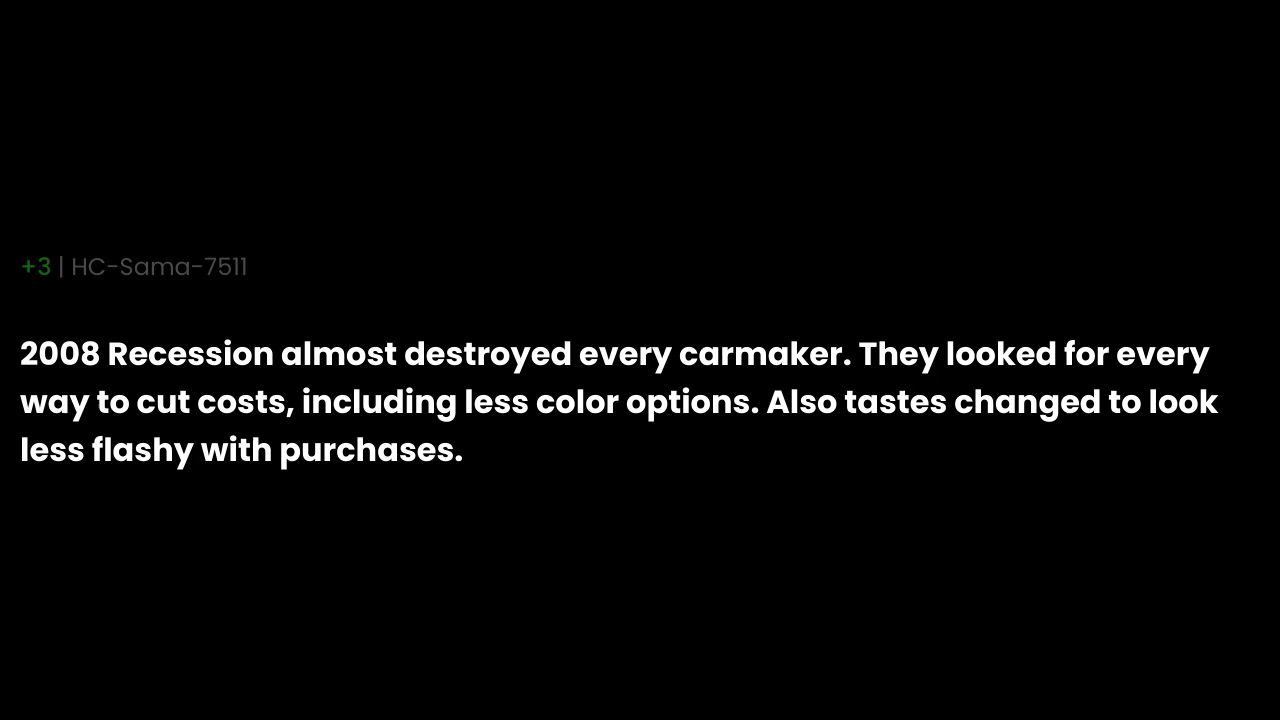 +3 | HC-Sama-7511
2008 Recession almost destroyed every carmaker. They looked for every
way to cut costs, including less color options. Also tastes changed to look
less flashy with purchases.